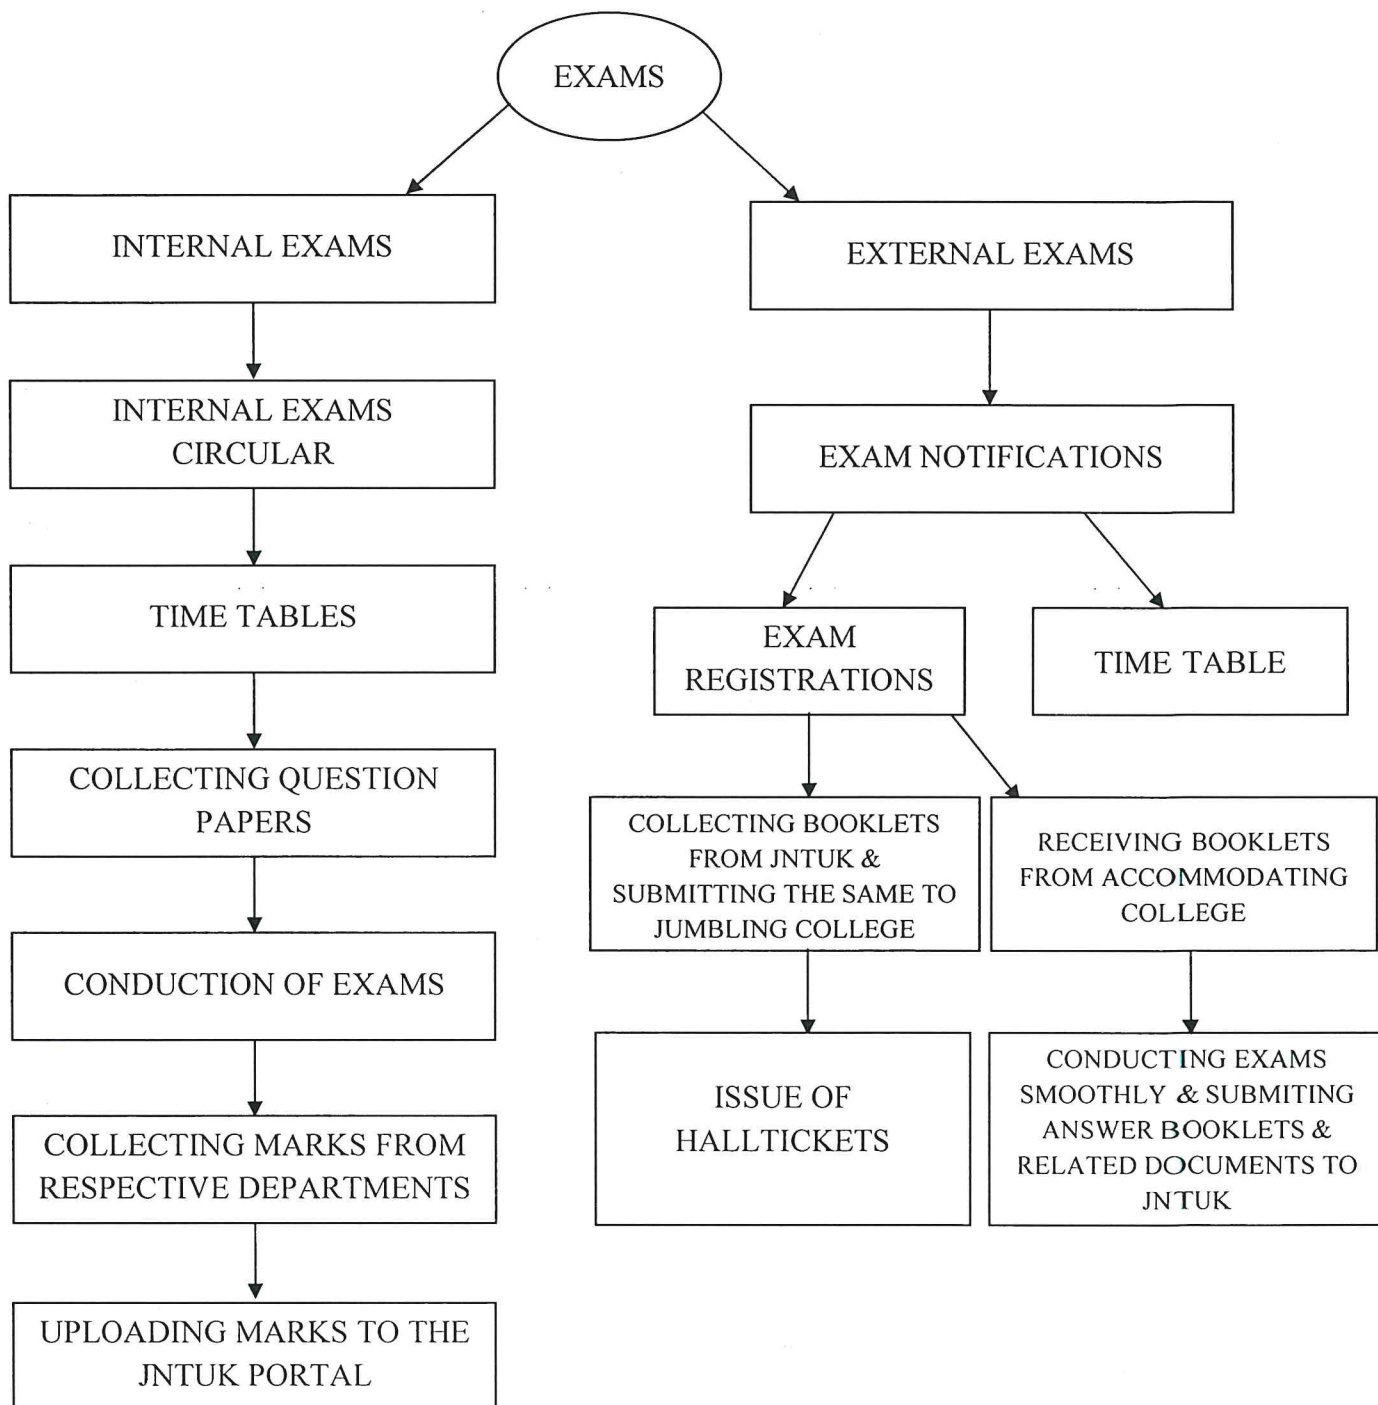 EXAMS
INTERNAL EXAMS
EXTERNAL EXAMS
INTERNAL EXAMS
CIRCULAR
EXAM NOTIFICATIONS
TIME TABLES
EXAM
REGISTRATIONS
TIME TABLE
COLLECTING QUESTION
PAPERS
COLLECTING BOOKLETS
FROM JNTUK &
SUBMITTING THE SAME TO
JUMBLING COLLEGE
RECEIVING BOOKLETS
FROM ACCOMMODATING
COLLEGE
CONDUCTION OF EXAMS
ISSUE OF
HALLTICKETS
CONDUCTING EXAMS
SMOOTHLY & SUBMITING
ANSWER BOOKLETS &
RELATED DOCUMENTS TO
JNTUK
COLLECTING MARKS FROM
RESPECTIVE DEPARTMENTS
UPLOADING MARKS TO THE
JNTUK PORTAL